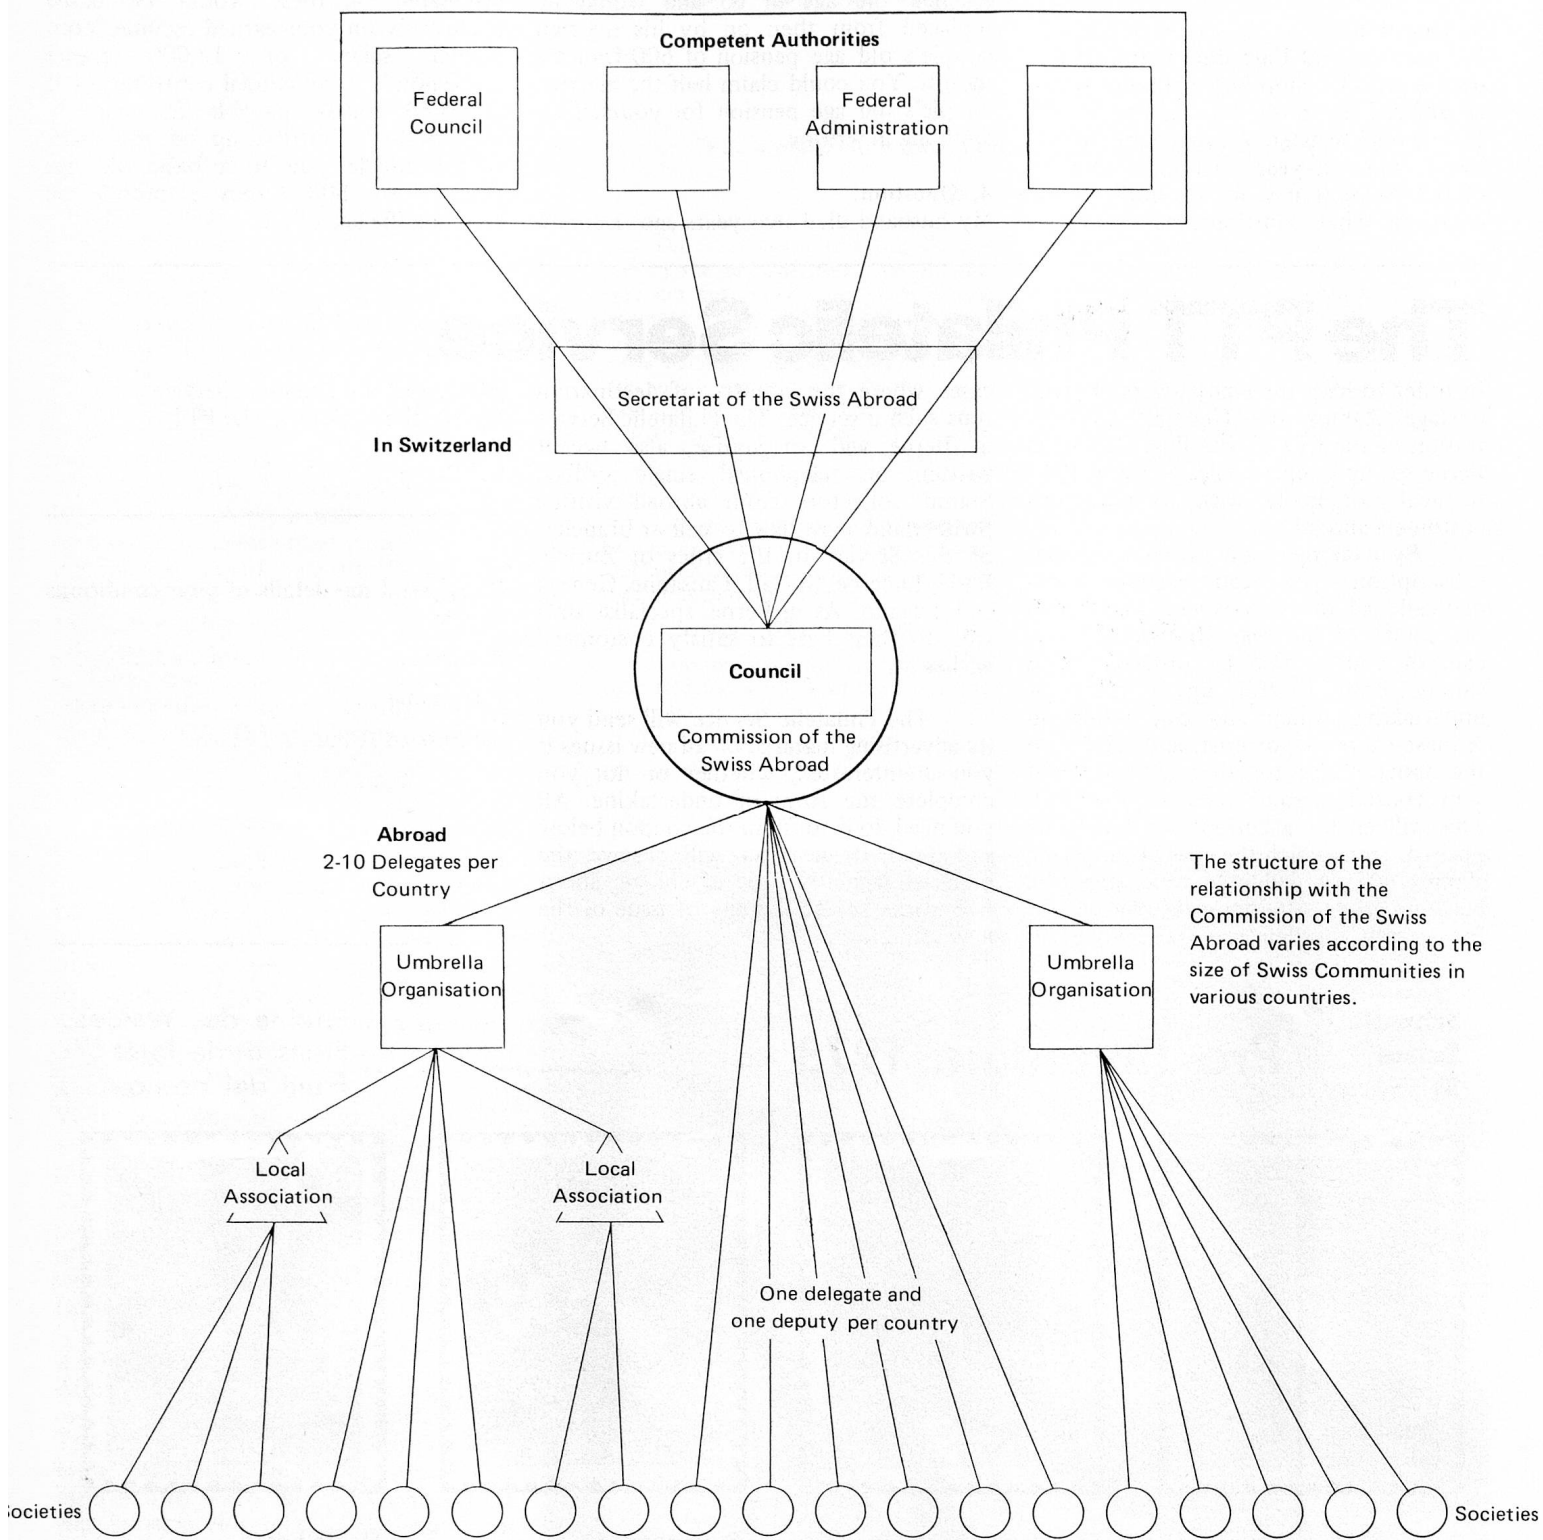 Competent Authorities
Federal
Council
Federal
Administration
Secretariat of the Swiss Abroad
In Switzerland
Council
Commission of the
Swiss Abroad
Abroad
2-10 Delegates per
Country
The structure of the
relationship with the
Commission of the Swiss
Abroad varies according to the
size of Swiss Communities in
various countries.
Umbrella
Organisation
Umbrella
Organisation
Local
Association
Local
Association
One delegate and
one deputy per country
Societies
Societies